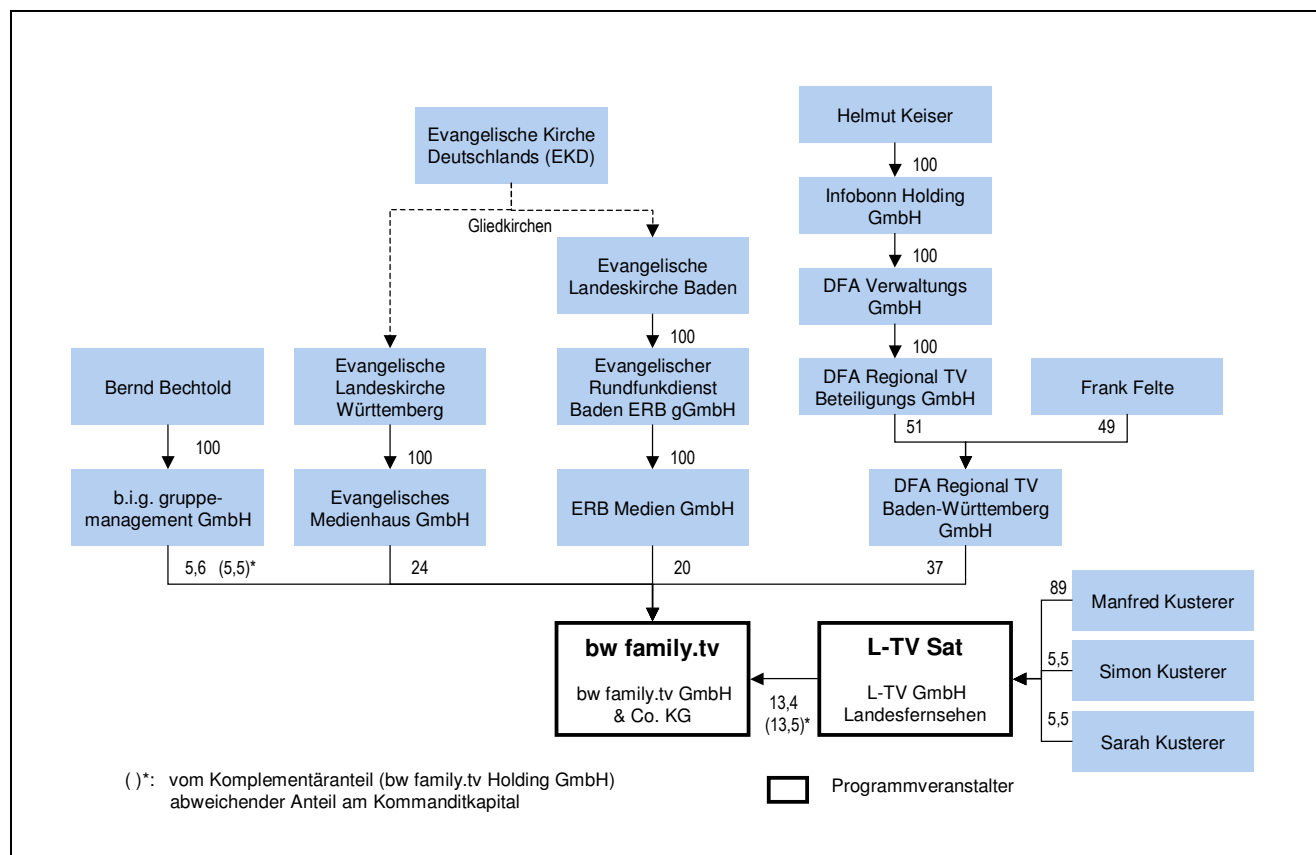 Helmut Keiser
Evangelische Kirche
Deutschlands (EKD)
100
Infobonn Holding
GmbH
Gliedkirchen
100
Evangelische
Landeskirche Baden
DFA Verwaltungs
GmbH
100
100
Bernd Bechtold
Evangelische
Landeskirche
Württemberg
Evangelischer
Rundfunkdienst
Baden ERB gGmbH
DFA Regional TV
Beteiligungs GmbH
Frank Felte
51
49
100
100
100
b.i.g. gruppe-
management GmbH
Evangelisches
Medienhaus GmbH
ERB Medien GmbH
DFA Regional TV
Baden-Württemberg
GmbH
5,6 (5,5)*
24
20
37
89
Manfred Kusterer
bw family.tv
bw family.tv GmbH
& Co. KG
13,4
(13,5)*
L-TV Sat
L-TV GmbH
Landesfernsehen
5,5
Simon Kusterer
5,5
Sarah Kusterer
( )*: vom Komplementäranteil (bw family.tv Holding GmbH)
abweichender Anteil am Kommanditkapital
Programmveranstalter